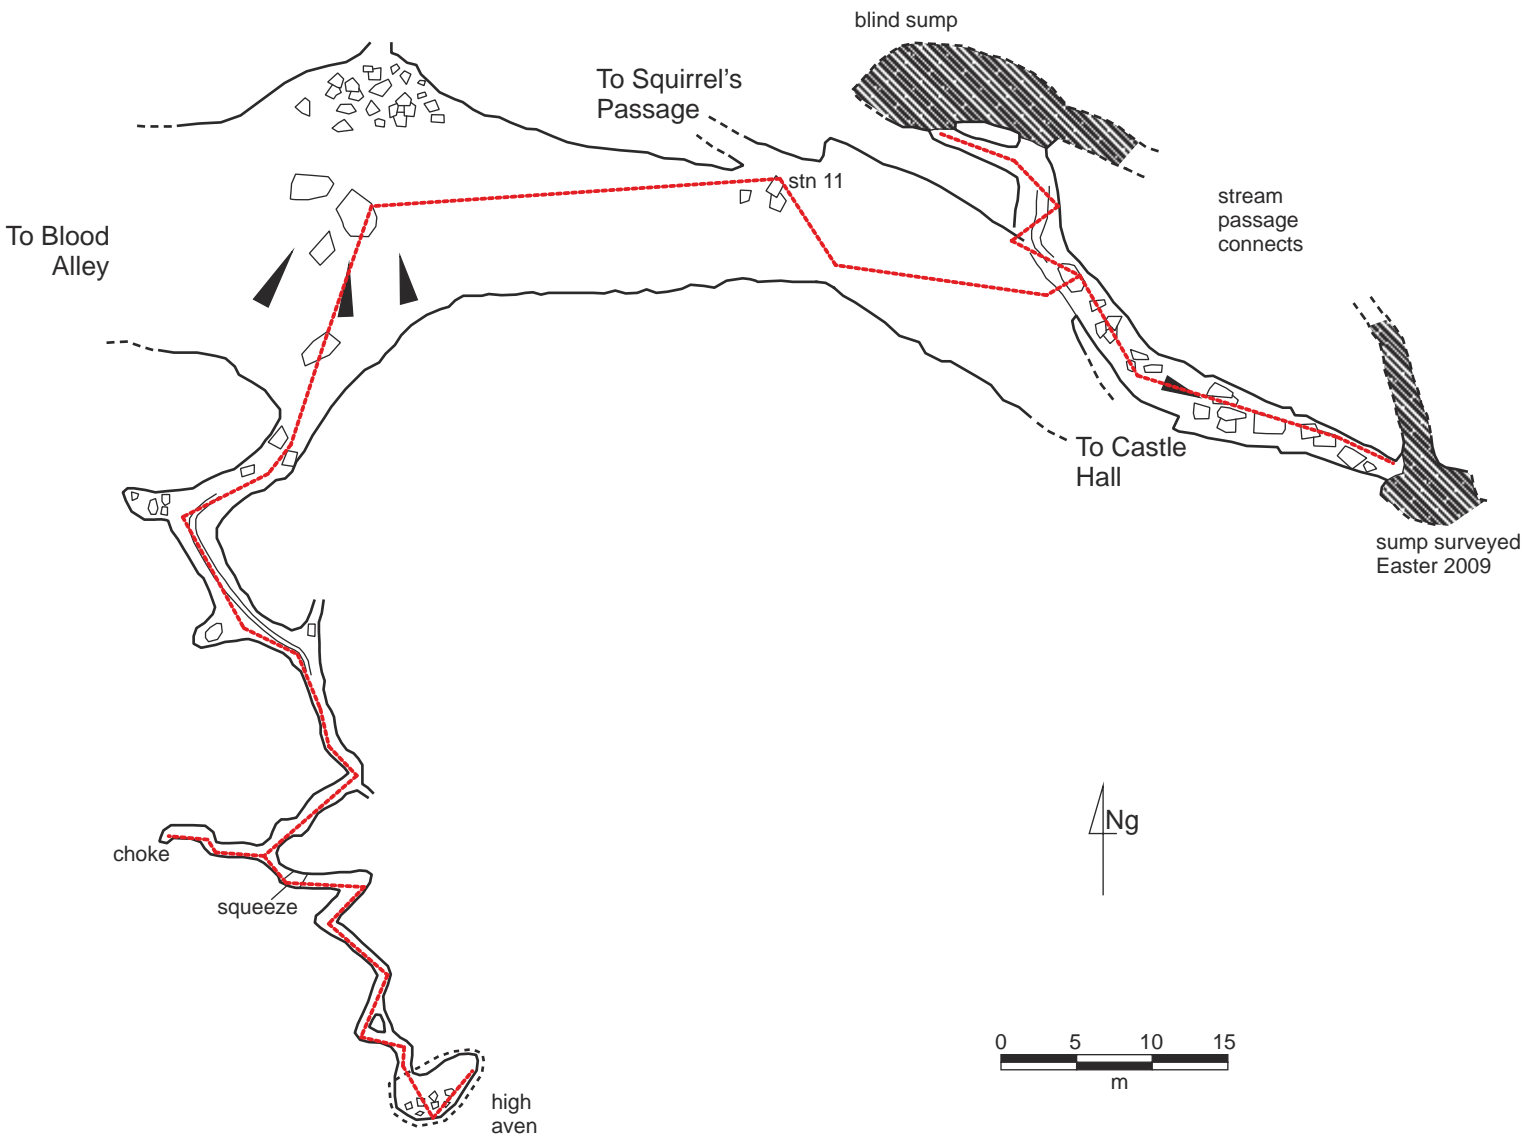 blind sump
To Squirrel's
Passage
stn 11
stream
passage
connects
To Blood
Alley
To Castle
Hall
sump surveyed
Easter 2009
Ng
choke
squeeze
0 5 10 15
m
high
aven